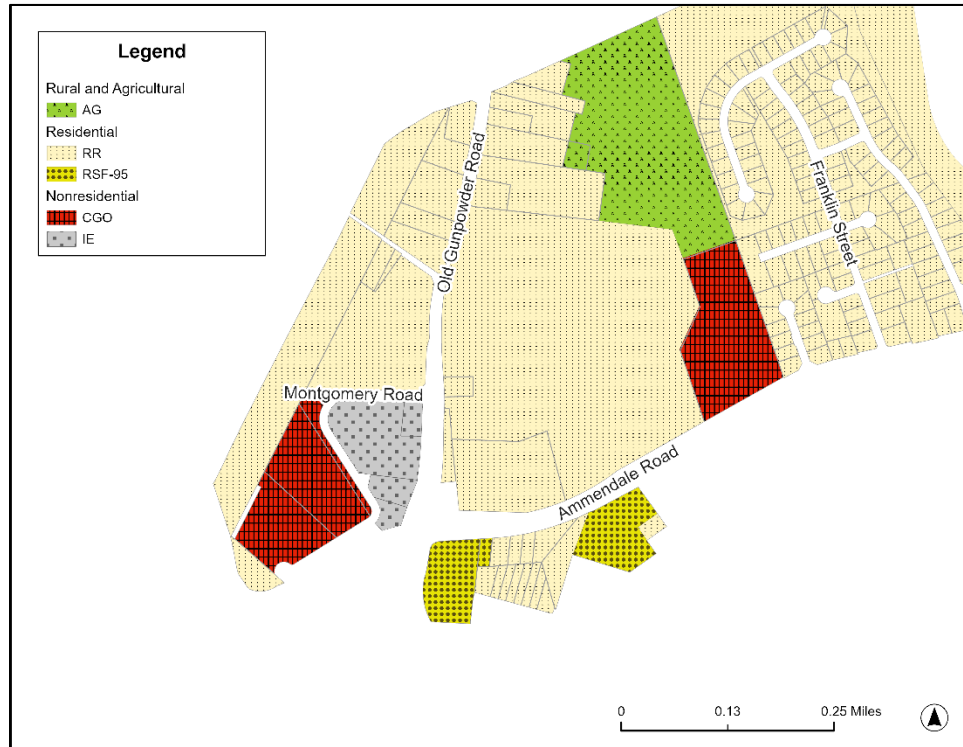 Legend
Rural and Agricultural
AG
Residential
RR
RSF-95
Nonresidential
CGO
IE
Old Gunpowder Road
Franklin Street
Montgomery Road
Ammendale Road
0 0.13 0.25 Miles